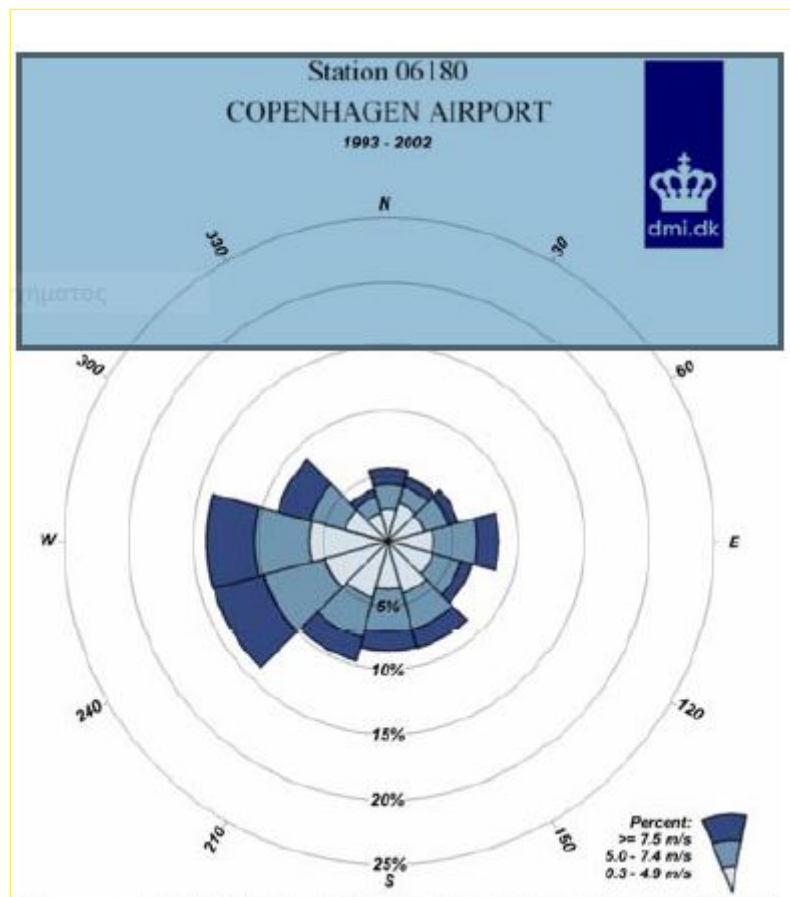 Station 06180
COPENHAGEN AIRPORT
1993 - 2002
dmi.dk
N
330
30
300
60
W
E
5%
10%
240
120
15%
20%
210
150
25%
S
Percent:
>= 7.5 m/s
5.0 - 7.4 m/s
0.3 - 4.9 m/s